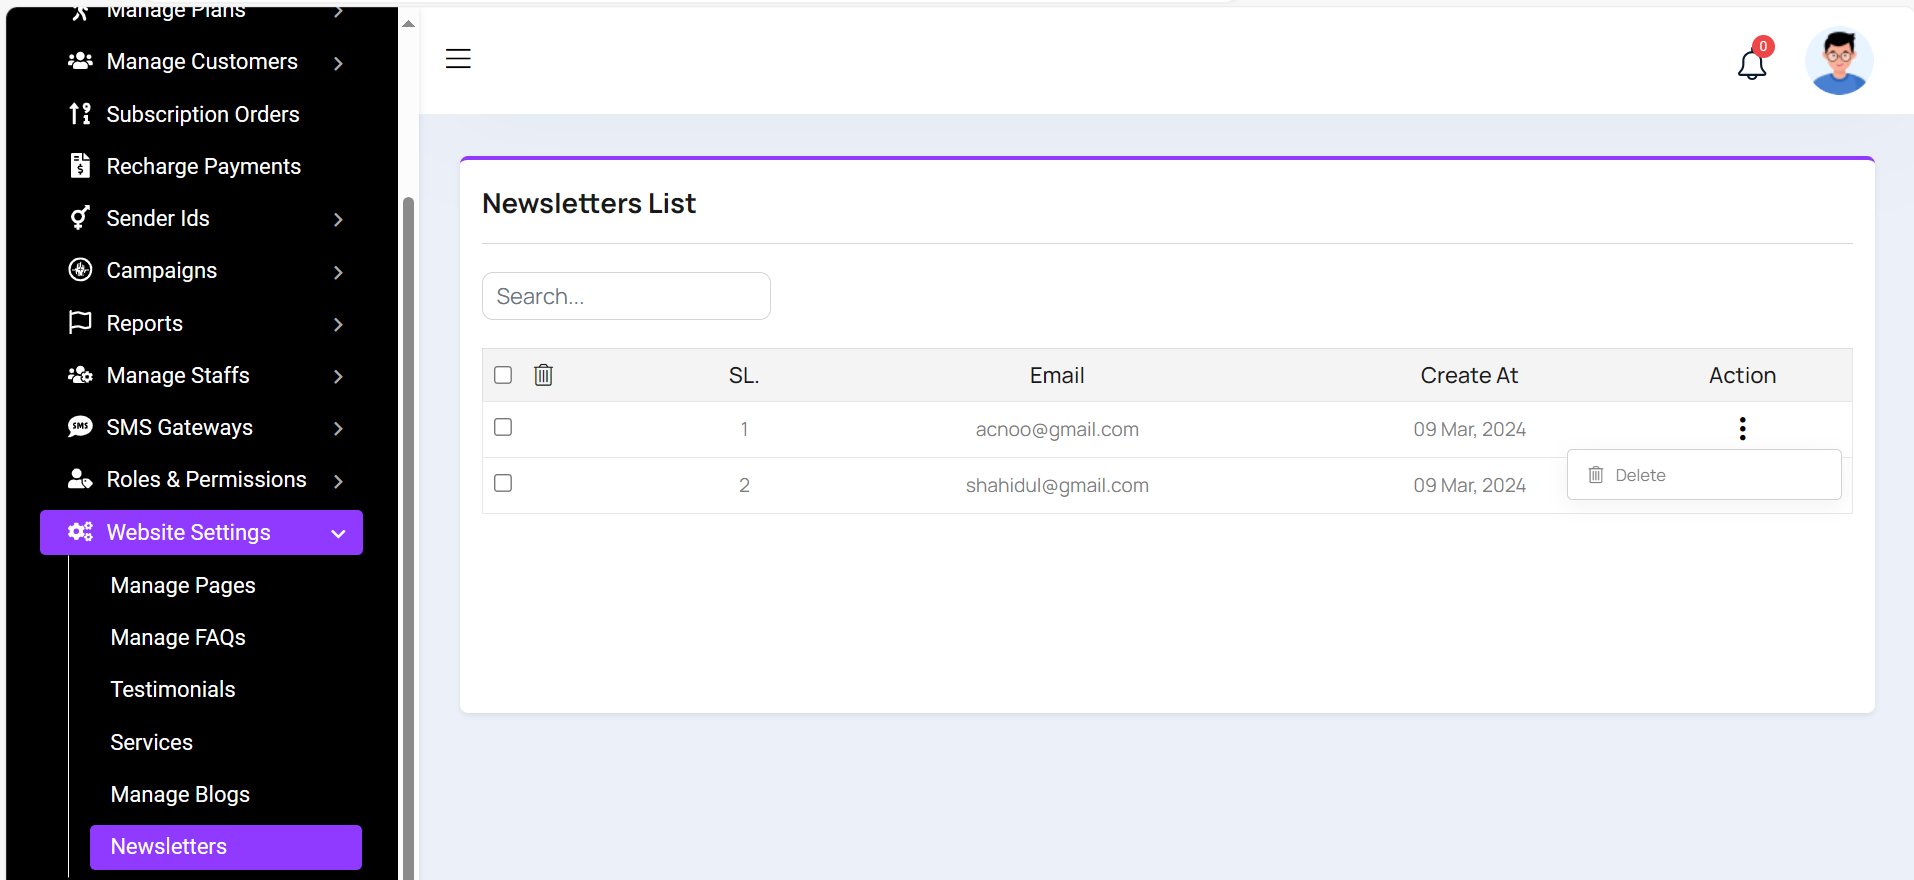 Manage Plans
Manage Customers
Subscription Orders
Recharge Payments
Sender Ids
Campaigns
Reports
Manage Staffs
SMS
SMS Gateways
Roles & Permissions
Website Settings
Manage Pages
Manage FAQs
Testimonials
Services
Manage Blogs
Newsletters
0
Newsletters List
Search...
SL. Email Create At Action
1 acnoo@gmail.com 09 Mar, 2024
Delete
2 shahidul@gmail.com 09 Mar, 2024